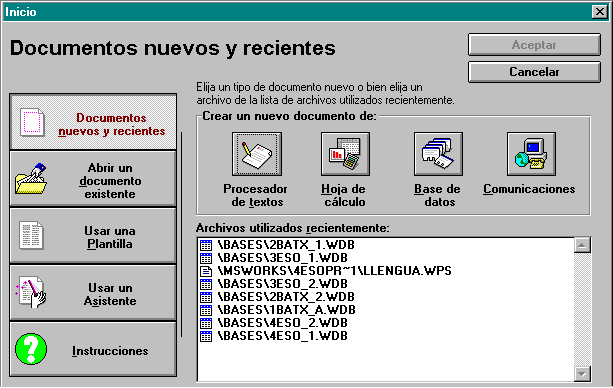 Inicio
Documentos nuevos y recientes
Aceptar
Cancelar
Documentos
nuevos y recientes
Abrir un
documento
existente
Usar una
Plantilla
Usar un
Asistente
Instrucciones
Elija un tipo de documento nuevo o bien elija un
archivo de la lista de archivos utilizados recientemente.
Crear un nuevo documento de:
Procesador
de textos
Hoja de
cálculo
Base de
datos
Comunicaciones
Archivos utilizados recientemente:
\BASES\2BATX_1.WDB
\BASES\3ESO_1.WDB
\MSWORKS\4ESOPR~1\LLENGUA.WPS
\BASES\3ESO_2.WDB
\BASES\2BATX_2.WDB
\BASES\1BATX_A.WDB
\BASES\4ESO_2.WDB
\BASES\4ESO_1.WDB